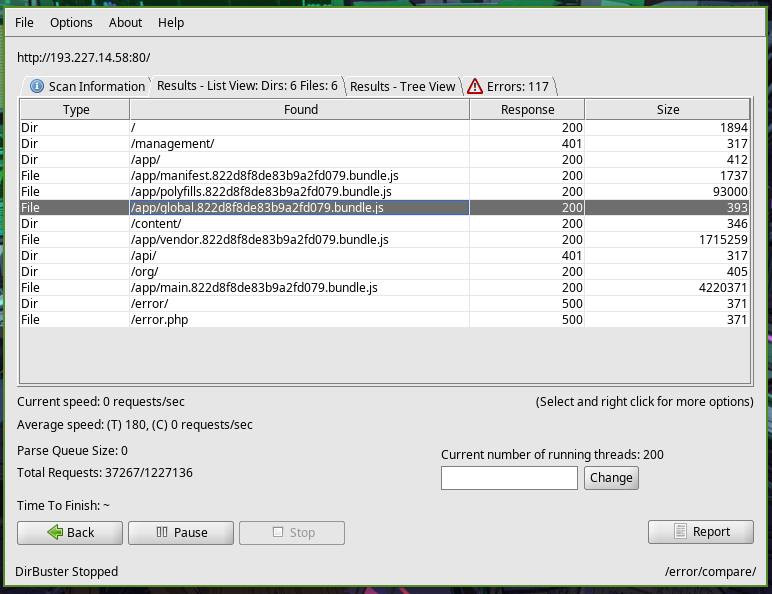 File Options About Help
http://193.227.14.58:80/
Scan Information Results - List View: Dirs: 6 Files: 6 Results - Tree View Errors: 117
Type Found Response Size
Dir / 200 1894
Dir /management/ 401 317
Dir /app/ 200 412
File /app/manifest.822d8f8de83b9a2fd079.bundle.js 200 1737
File /app/polyfills.822d8f8de83b9a2fd079.bundle.js 200 93000
File /app/global.822d8f8de83b9a2fd079.bundle.js 200 393
Dir /content/ 200 346
File /app/vendor.822d8f8de83b9a2fd079.bundle.js 200 1715259
Dir /api/ 401 317
Dir /org/ 200 405
File /app/main.822d8f8de83b9a2fd079.bundle.js 200 4220371
Dir /error/ 500 371
File /error.php 500 371
Current speed: 0 requests/sec (Select and right click for more options)
Average speed: (T) 180, (C) 0 requests/sec
Parse Queue Size: 0 Current number of running threads: 200
Total Requests: 37267/1227136 Change
Time To Finish: ~
Back Pause Stop Report
DirBuster Stopped /error/compare/